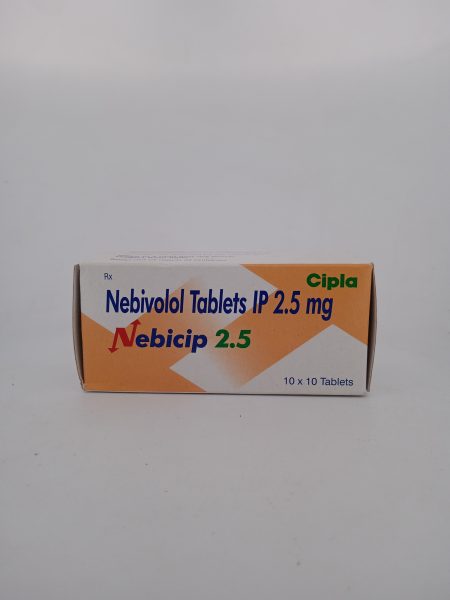 Rx
Cipla
Nebivolol Tablets IP 2.5 mg
Nebicip 2.5
10 x 10 Tablets